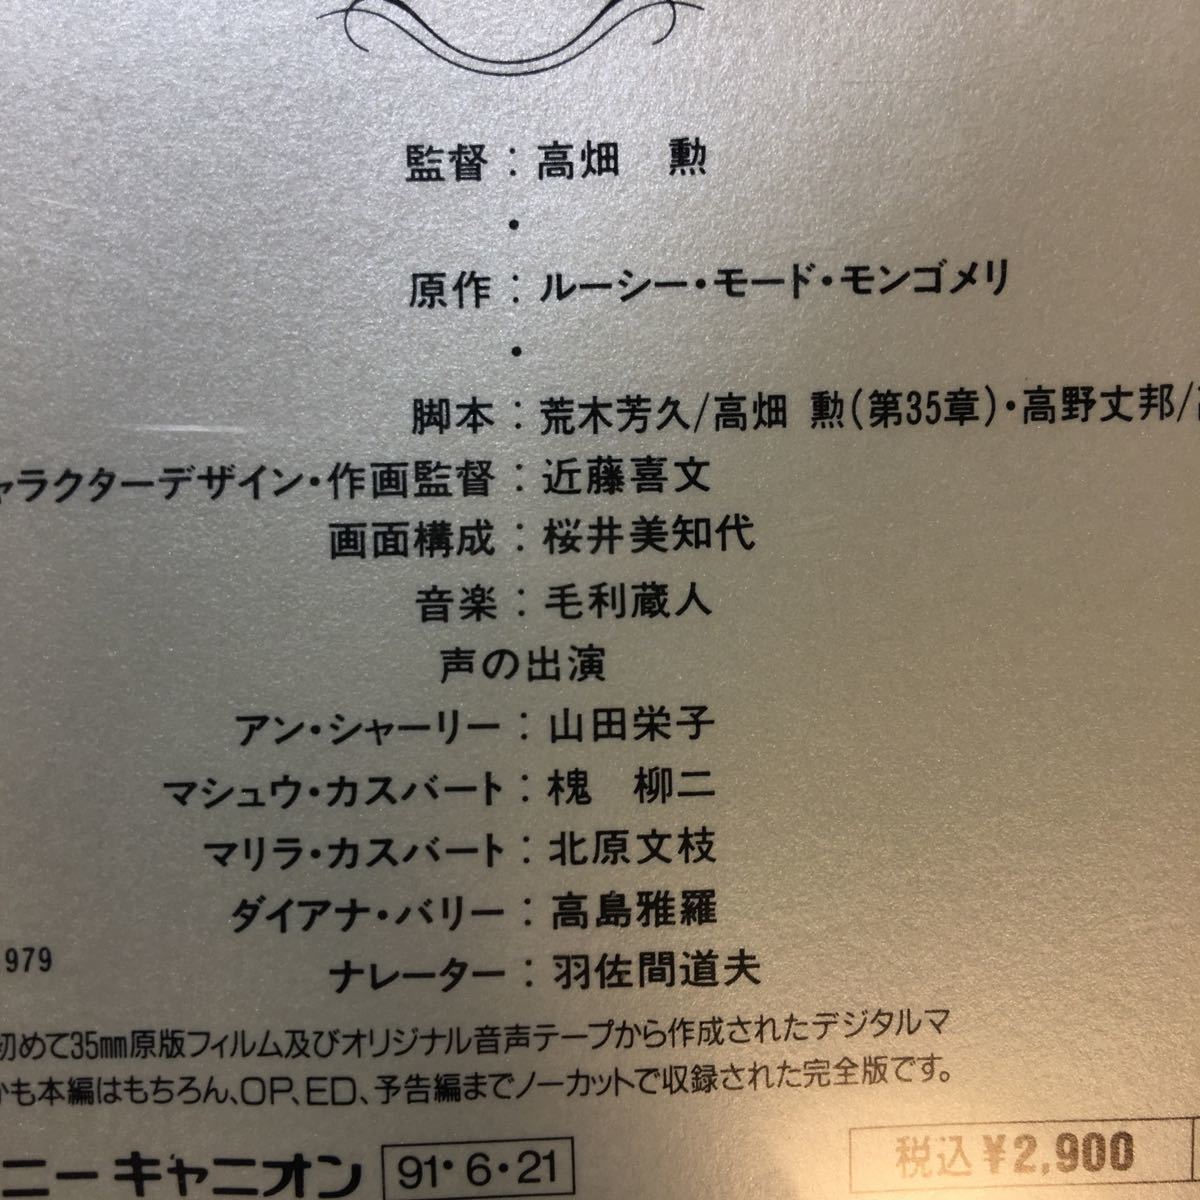 監督：高畑 勲
・
原作：ルーシー・モード・モンゴメリ
・
脚本：荒木芳久/高畑 勲(第35章)・高野丈邦/
ャラクターデザイン・作画監督：近藤喜文
画面構成：桜井美知代
音楽：毛利蔵人
声の出演
アン・シャーリー：山田栄子
マシュウ・カスバート：槐 柳二
マリラ・カスバート：北原文枝
ダイアナ・バリー：高島雅羅
979
ナレーター：羽佐間道夫
初めて35mm原版フィルム及びオリジナル音声テープから作成されたデジタルマ
かも本編はもちろん、OP、ED、予告編までノーカットで収録された完全版です。
ニーキャニオン 91・6・21 税込¥2,900